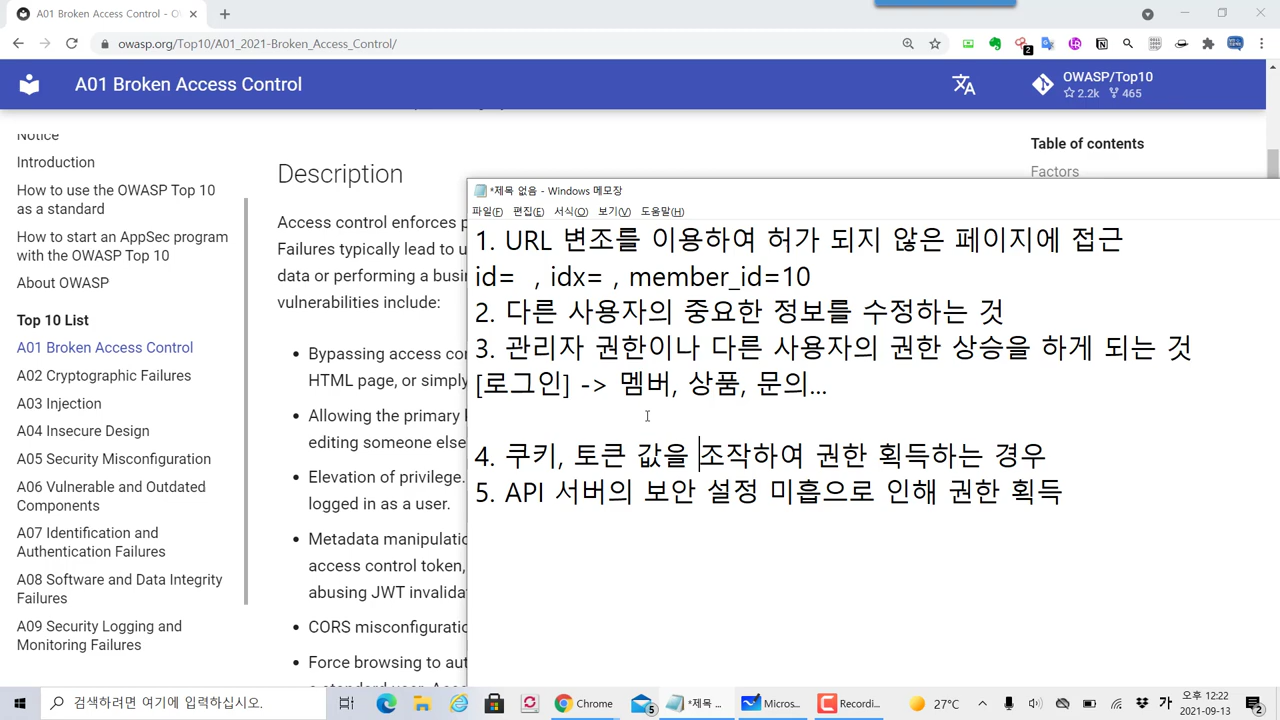 A01 Broken Access Control - O
owasp.org/Top10/A01_2021-Broken_Access_Control/
2
A01 Broken Access Control
OWASP/Top10
2.2k 465
Notice
Introduction
How to use the OWASP Top 10
as a standard
How to start an AppSec program
with the OWASP Top 10
About OWASP
Top 10 List
A01 Broken Access Control
A02 Cryptographic Failures
A03 Injection
A04 Insecure Design
A05 Security Misconfiguration
A06 Vulnerable and Outdated
Components
A07 Identification and
Authentication Failures
A08 Software and Data Integrity
Failures
A09 Security Logging and
Monitoring Failures
Description
Access control enforces p
Failures typically lead to u
data or performing a busi
vulnerabilities include:
Bypassing access con
HTML page, or simply
Allowing the primary k
editing someone else
Elevation of privilege.
logged in as a user.
Metadata manipulatio
access control token,
abusing JWT invalidat
CORS misconfiguratio
Force browsing to aut
Table of contents
Factors
*제목 없음 - Windows 메모장
파일(F) 편집(E) 서식(O) 보기(V) 도움말(H)
1. URL 변조를 이용하여 허가 되지 않은 페이지에 접근
id= , idx= , member_id=10
2. 다른 사용자의 중요한 정보를 수정하는 것
3. 관리자 권한이나 다른 사용자의 권한 상승을 하게 되는 것
[로그인] -> 멤버, 상품, 문의...
4. 쿠키, 토큰 값을 조작하여 권한 획득하는 경우
5. API 서버의 보안 설정 미흡으로 인해 권한 획득
검색하려면 여기에 입력하십시오.
Chrome
5
*제목 ...
Micros...
Recordi...
27°C
가
오후 12:22
2021-09-13
2